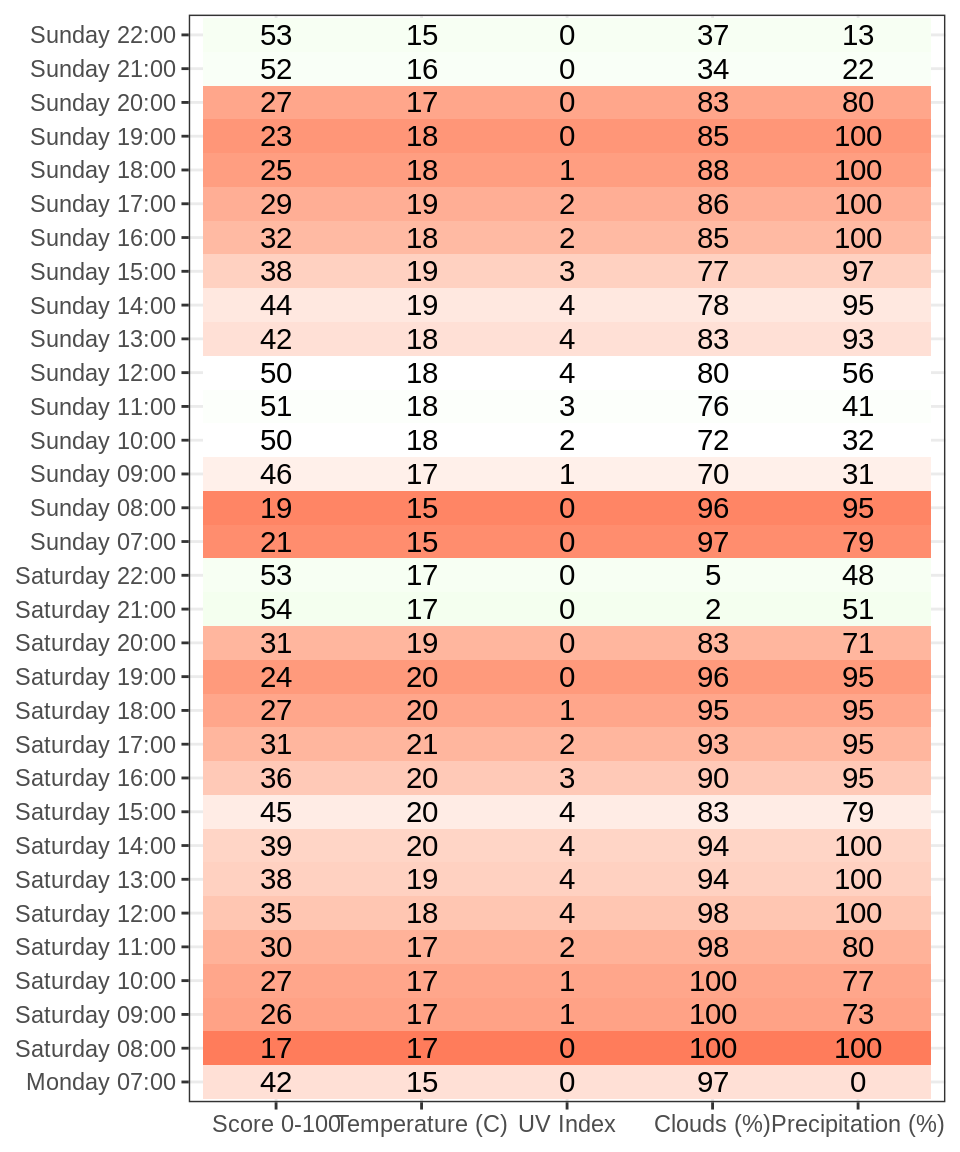 Sunday 22:00 53 15 0 37 13
Sunday 21:00 52 16 0 34 22
Sunday 20:00 27 17 0 83 80
Sunday 19:00 23 18 0 85 100
Sunday 18:00 25 18 1 88 100
Sunday 17:00 29 19 2 86 100
Sunday 16:00 32 18 2 85 100
Sunday 15:00 38 19 3 77 97
Sunday 14:00 44 19 4 78 95
Sunday 13:00 42 18 4 83 93
Sunday 12:00 50 18 4 80 56
Sunday 11:00 51 18 3 76 41
Sunday 10:00 50 18 2 72 32
Sunday 09:00 46 17 1 70 31
Sunday 08:00 19 15 0 96 95
Sunday 07:00 21 15 0 97 79
Saturday 22:00 53 17 0 5 48
Saturday 21:00 54 17 0 2 51
Saturday 20:00 31 19 0 83 71
Saturday 19:00 24 20 0 96 95
Saturday 18:00 27 20 1 95 95
Saturday 17:00 31 21 2 93 95
Saturday 16:00 36 20 3 90 95
Saturday 15:00 45 20 4 83 79
Saturday 14:00 39 20 4 94 100
Saturday 13:00 38 19 4 94 100
Saturday 12:00 35 18 4 98 100
Saturday 11:00 30 17 2 98 80
Saturday 10:00 27 17 1 100 77
Saturday 09:00 26 17 1 100 73
Saturday 08:00 17 17 0 100 100
Monday 07:00 42 15 0 97 0
Score 0-100 Temperature (C) UV Index Clouds (%) Precipitation (%)